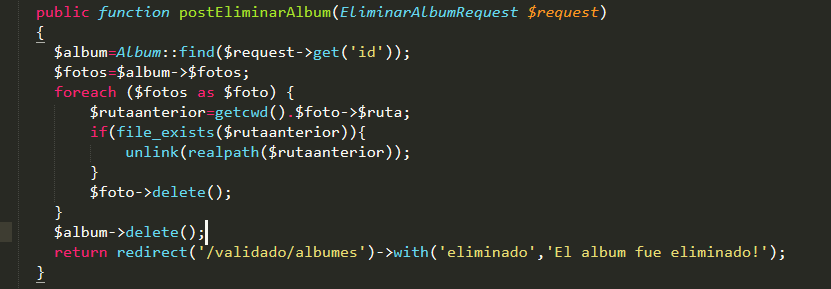 public function postEliminarAlbum(EliminarAlbumRequest $request)
{
$album=Album::find($request->get('id'));
$fotos=$album->$fotos;
foreach ($fotos as $foto) {
$rutaanterior=getcwd().$foto->$ruta;
if(file_exists($rutaanterior)){
unlink(realpath($rutaanterior));
}
$foto->delete();
}
$album->delete();
return redirect('/validado/albumes')->with('eliminado','El album fue eliminado!');
}